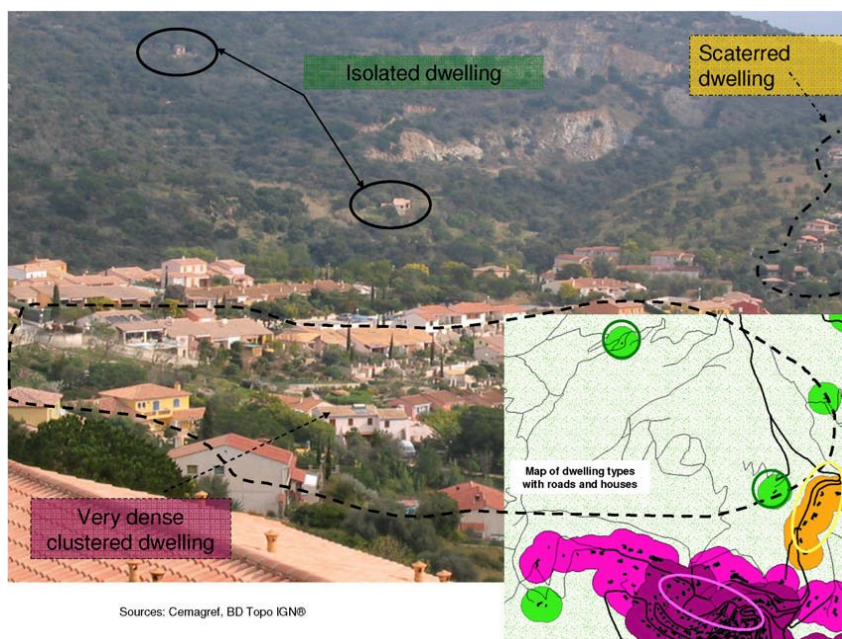 Isolated dwelling
Scaterred
dwelling
Map of dwelling types
with roads and houses
Very dense
clustered dwelling
Sources: Cemagref, BD Topo IGN®